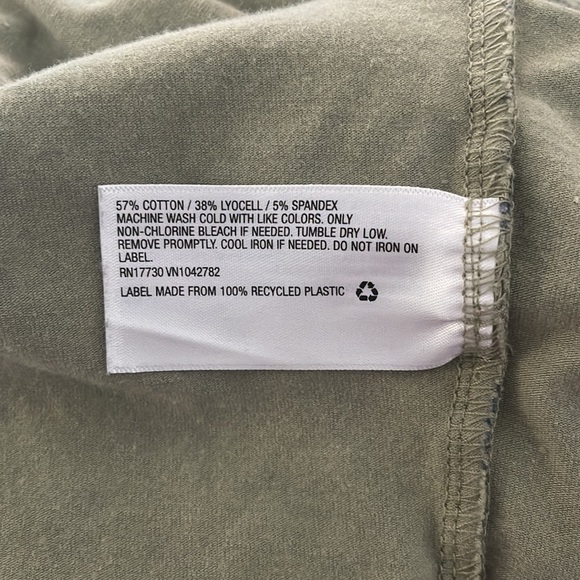 57% COTTON / 38% LYOCELL / 5% SPANDEX
MACHINE WASH COLD WITH LIKE COLORS. ONLY
NON-CHLORINE BLEACH IF NEEDED. TUMBLE DRY LOW.
REMOVE PROMPTLY. COOL IRON IF NEEDED. DO NOT IRON ON
LABEL.
RN17730 VN1042782
LABEL MADE FROM 100% RECYCLED PLASTIC